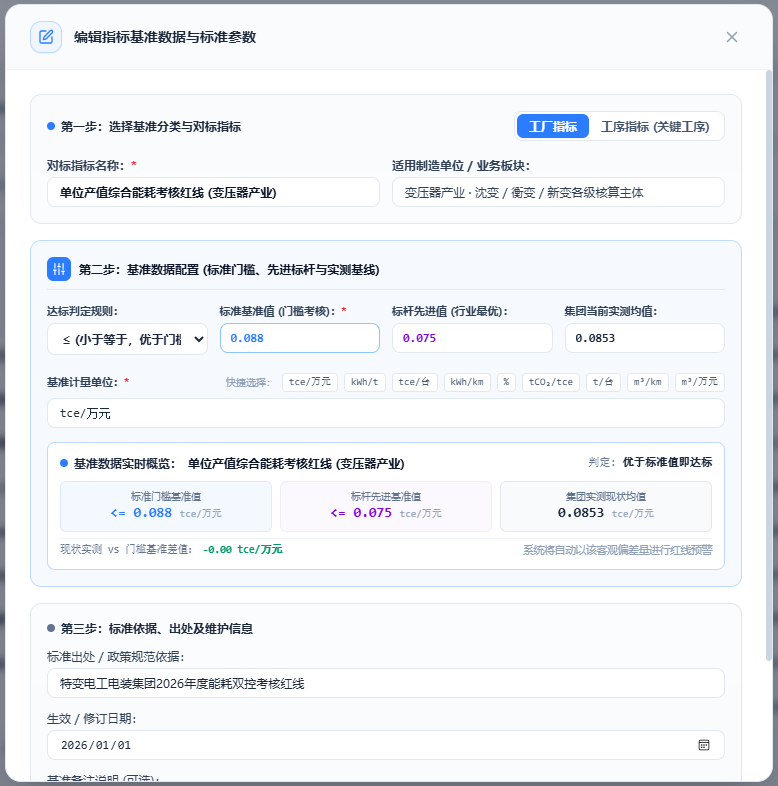 编辑指标基准数据与标准参数
第一步：选择基准分类与对标指标
工厂指标 工序指标 (关键工序)
对标指标名称： *
适用制造单位 / 业务板块：
单位产值综合能耗考核红线 (变压器产业)
变压器产业 · 沈变 / 衡变 / 新变各级核算主体
第二步：基准数据配置 (标准门槛、先进标杆与实测基线)
达标判定规则： 标准基准值 (门槛考核)： * 标杆先进值 (行业最优)： 集团当前实测均值：
≤ (小于等于，优于门槛 0.088 0.075 0.0853
基准计量单位： * 快捷选择： tce/万元 kWh/t tce/台 kWh/km % tCO₂/tce t/台 m³/km m³/万元
tce/万元
基准数据实时概览： 单位产值综合能耗考核红线 (变压器产业) 判定：优于标准值即达标
标准门槛基准值 标杆先进基准值 集团实测现状均值
<= 0.088 tce/万元 <= 0.075 tce/万元 0.0853 tce/万元
现状实测 vs 门槛基准差值： -0.00 tce/万元 系统将自动以该客观偏差量进行红线预警
第三步：标准依据、出处及维护信息
标准出处 / 政策规范依据：
特变电工电装集团2026年度能耗双控考核红线
生效 / 修订日期：
2026/01/01
基准备注说明 (可选)：